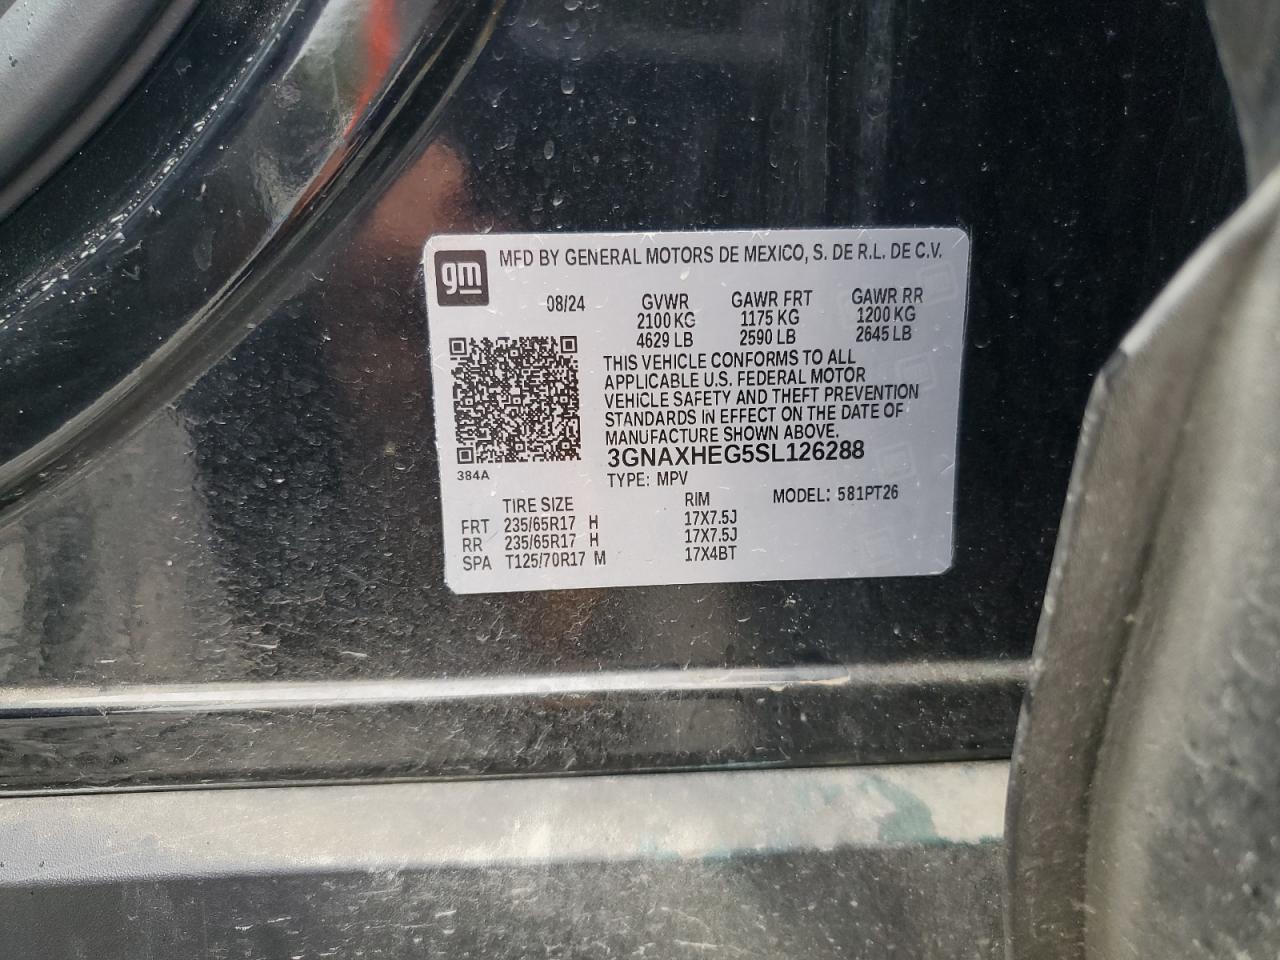 gm
MFD BY GENERAL MOTORS DE MEXICO, S. DE R.L. DE C.V.
08/24 GVWR GAWR FRT GAWR RR
2100 KG 1175 KG 1200 KG
4629 LB 2590 LB 2645 LB
THIS VEHICLE CONFORMS TO ALL
APPLICABLE U.S. FEDERAL MOTOR
VEHICLE SAFETY AND THEFT PREVENTION
STANDARDS IN EFFECT ON THE DATE OF
MANUFACTURE SHOWN ABOVE.
3GNAXHEG5SL126288
384A
TYPE: MPV
TIRE SIZE RIM MODEL: 581PT26
FRT 235/65R17 H 17X7.5J
RR 235/65R17 H 17X7.5J
SPA T125/70R17 M 17X4BT